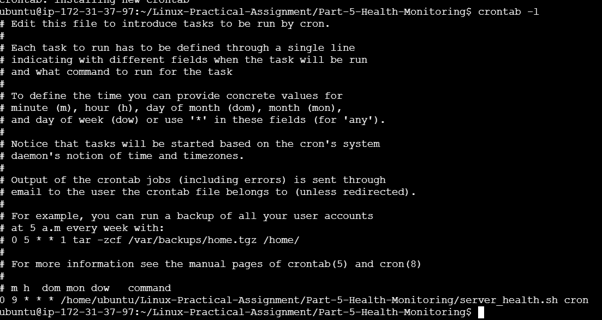 crontab: installing new crontab
ubuntu@ip-172-31-37-97:~/Linux-Practical-Assignment/Part-5-Health-Monitoring$ crontab -l
# Edit this file to introduce tasks to be run by cron.
#
# Each task to run has to be defined through a single line
# indicating with different fields when the task will be run
# and what command to run for the task
#
# To define the time you can provide concrete values for
# minute (m), hour (h), day of month (dom), month (mon),
# and day of week (dow) or use '*' in these fields (for 'any').
#
# Notice that tasks will be started based on the cron's system
# daemon's notion of time and timezones.
#
# Output of the crontab jobs (including errors) is sent through
# email to the user the crontab file belongs to (unless redirected).
#
# For example, you can run a backup of all your user accounts
# at 5 a.m every week with:
# 0 5 * * 1 tar -zcf /var/backups/home.tgz /home/
#
# For more information see the manual pages of crontab(5) and cron(8)
#
# m h  dom mon dow   command
0 9 * * * /home/ubuntu/Linux-Practical-Assignment/Part-5-Health-Monitoring/server_health.sh cron
ubuntu@ip-172-31-37-97:~/Linux-Practical-Assignment/Part-5-Health-Monitoring$